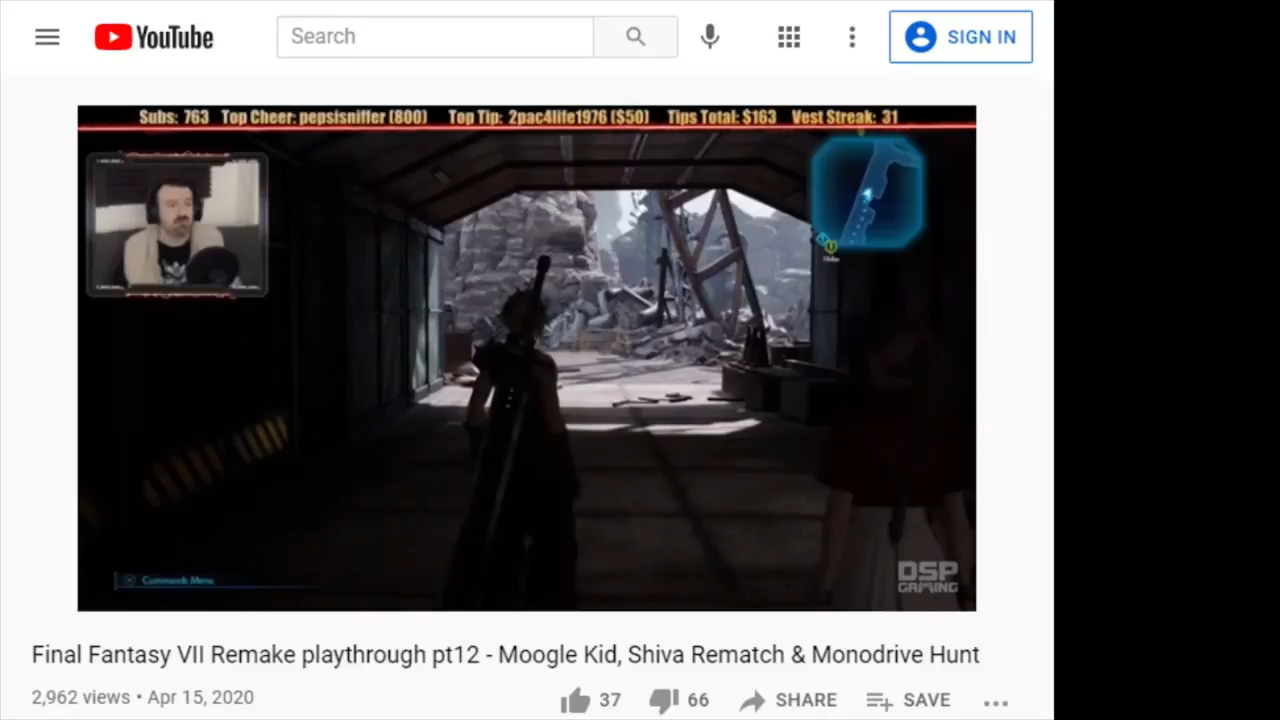 YouTube
Search
SIGN IN
Subs: 763 Top Cheer: pepsisniffer (800) Top Tip: 2pac4life1976 ($50) Tips Total: $163 Vest Streak: 31
Commands Menu
DSP
GAMING
Final Fantasy VII Remake playthrough pt12 - Moogle Kid, Shiva Rematch & Monodrive Hunt
2,962 views • Apr 15, 2020
37 66 SHARE SAVE